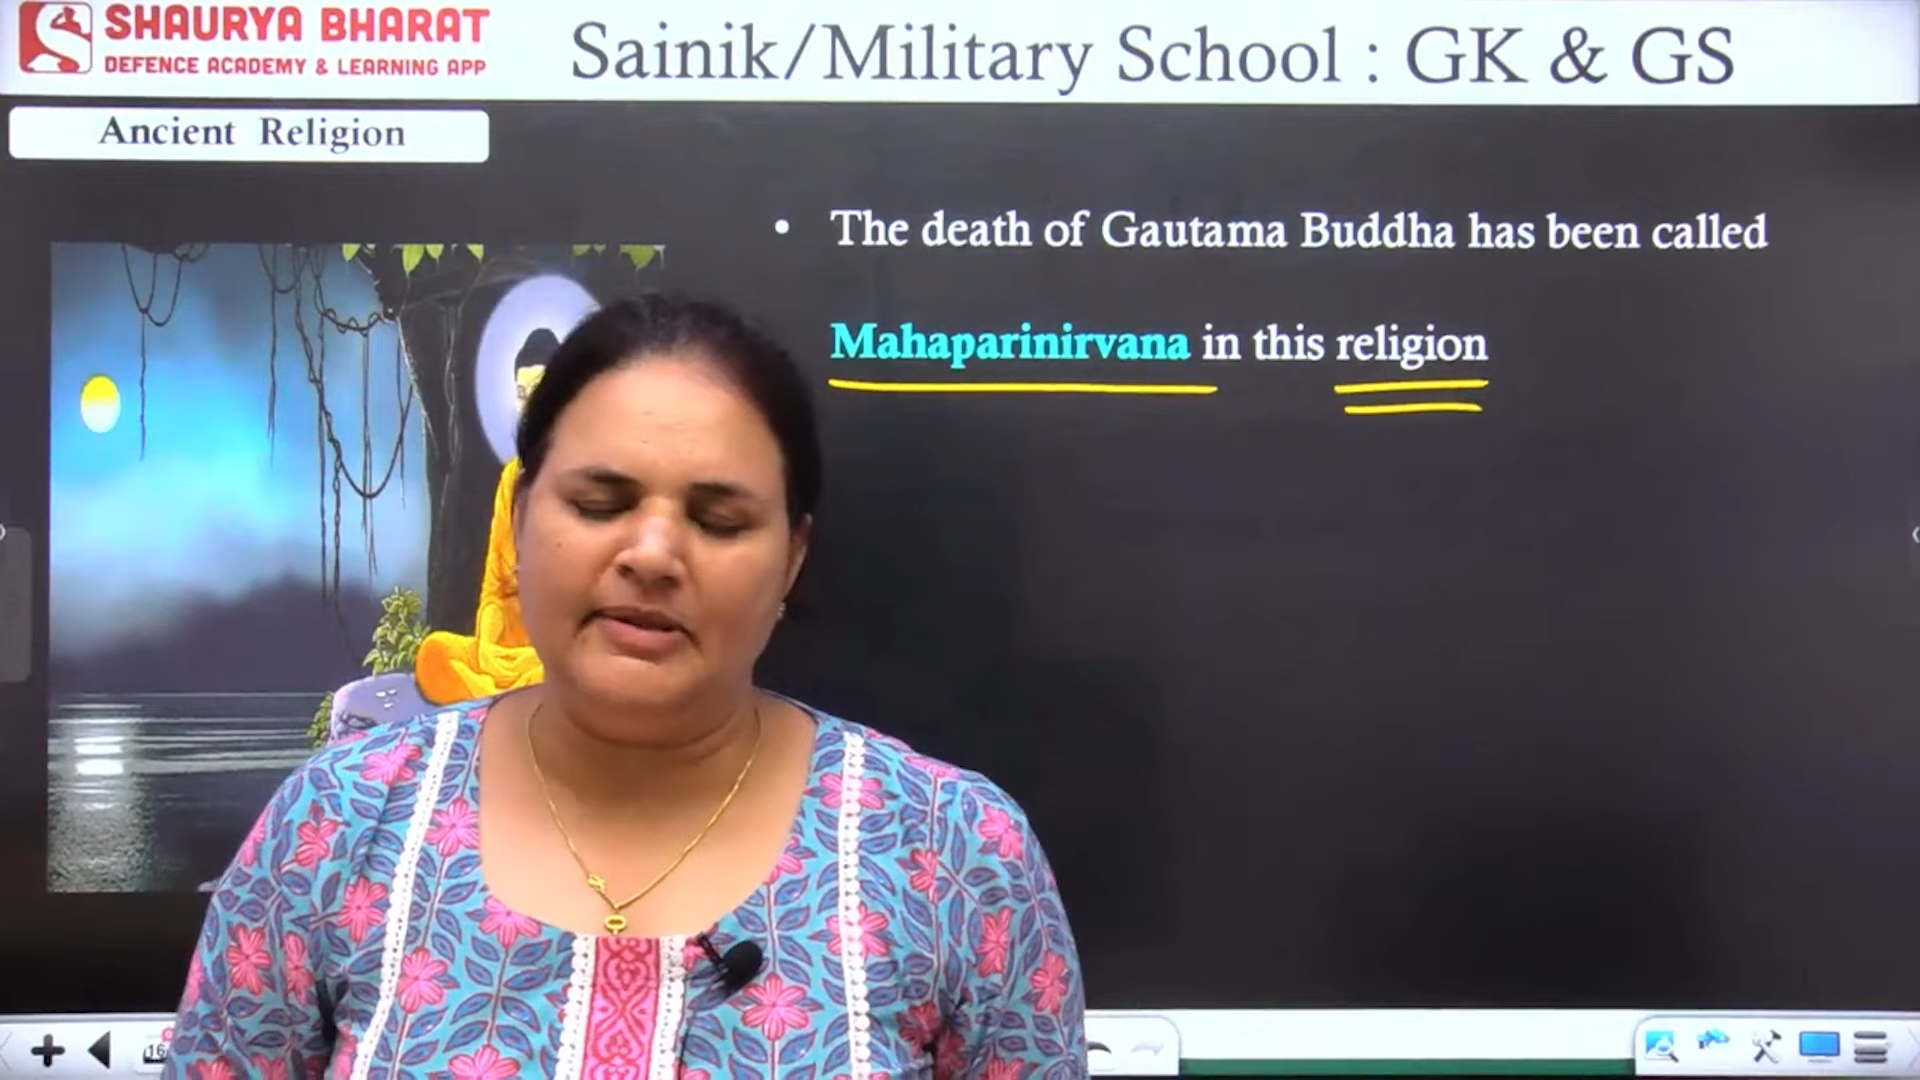 SHAURYA BHARAT
DEFENCE ACADEMY & LEARNING APP
Sainik/Military School : GK & GS
Ancient Religion
• The death of Gautama Buddha has been called
Mahaparinirvana in this religion
16